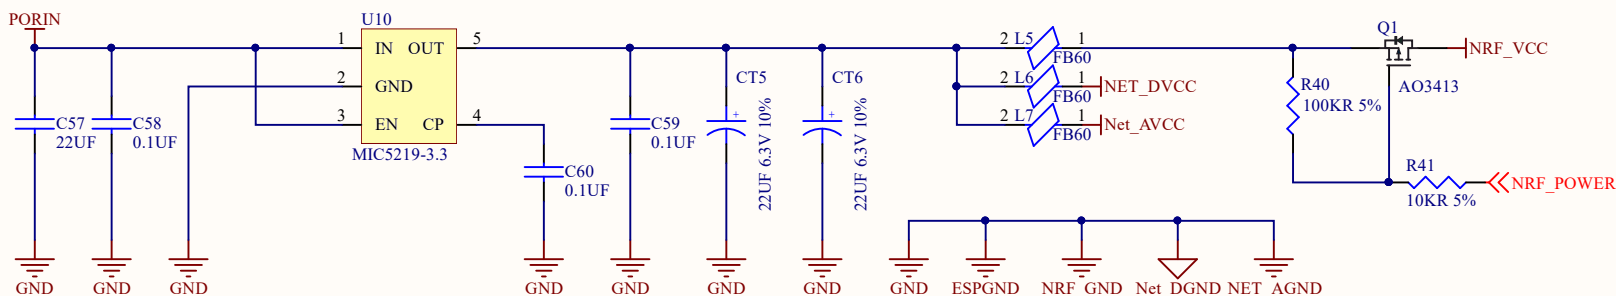 PORIN
U10
1 IN OUT 5
2 GND
3 EN CP 4
MIC5219-3.3
C57
22UF
C58
0.1UF
C60
0.1UF
C59
0.1UF
CT5
22UF 6.3V 10%
+
CT6
22UF 6.3V 10%
+
2 L5 1
FB60
2 L6 1
FB60
NET_DVCC
2 L7 1
FB60
Net_AVCC
Q1
AO3413
NRF_VCC
R40
100KR 5%
R41
10KR 5%
NRF_POWER
GND
GND
GND
GND
GND
GND
GND
GND
ESPGND
NRF_GND
Net_DGND
NET_AGND